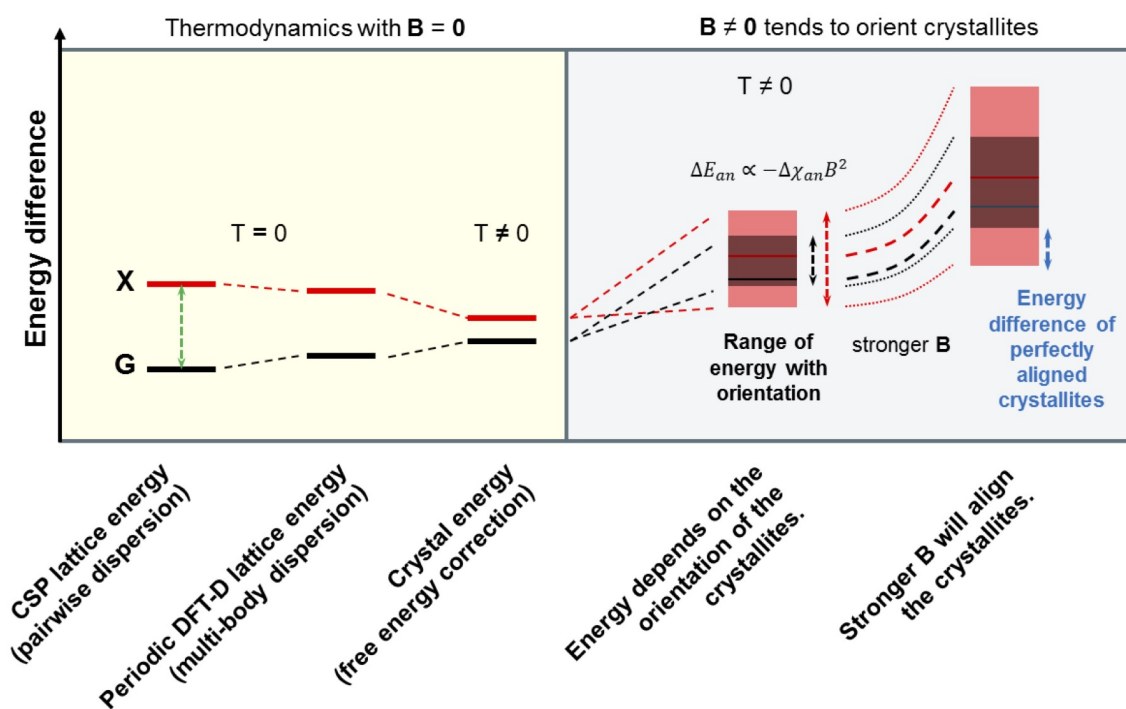 Thermodynamics with B = 0
B ≠ 0 tends to orient crystallites
Energy difference
T = 0
T ≠ 0
X
G
T ≠ 0
ΔE_an ∝ −Δχ_an B²
Range of
energy with
orientation
stronger B
Energy
difference of
perfectly
aligned
crystallites
CSP lattice energy
(pairwise dispersion)
Periodic DFT-D lattice energy
(multi-body dispersion)
Crystal energy
(free energy correction)
Energy depends on the
orientation of the
crystallites.
Stronger B will align
the crystallites.